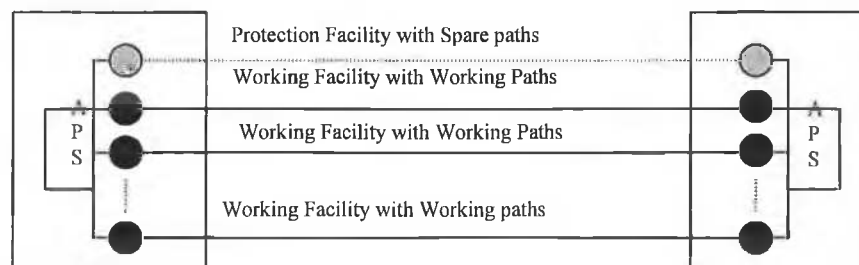 Protection Facility with Spare paths
Working Facility with Working Paths
A
P
S
Working Facility with Working Paths
A
P
S
Working Facility with Working paths